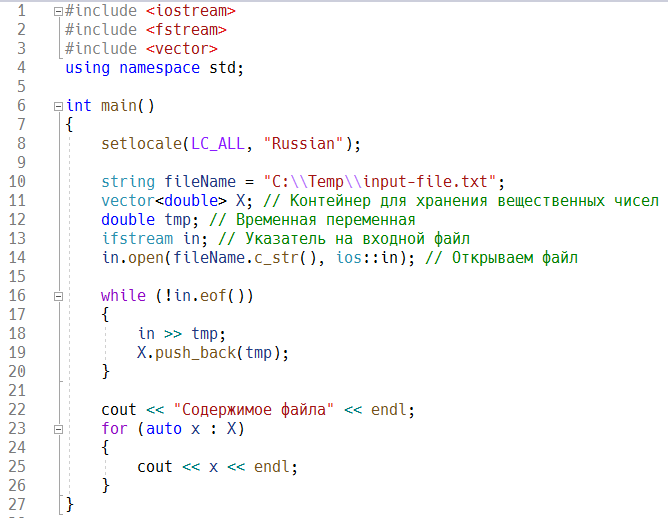 1 #include <iostream>
2 #include <fstream>
3 #include <vector>
4 using namespace std;
5
6 int main()
7 {
8 setlocale(LC_ALL, "Russian");
9
10 string fileName = "C:\\Temp\\input-file.txt";
11 vector<double> X; // Контейнер для хранения вещественных чисел
12 double tmp; // Временная переменная
13 ifstream in; // Указатель на входной файл
14 in.open(fileName.c_str(), ios::in); // Открываем файл
15
16 while (!in.eof())
17 {
18 in >> tmp;
19 X.push_back(tmp);
20 }
21
22 cout << "Содержимое файла" << endl;
23 for (auto x : X)
24 {
25 cout << x << endl;
26 }
27 }